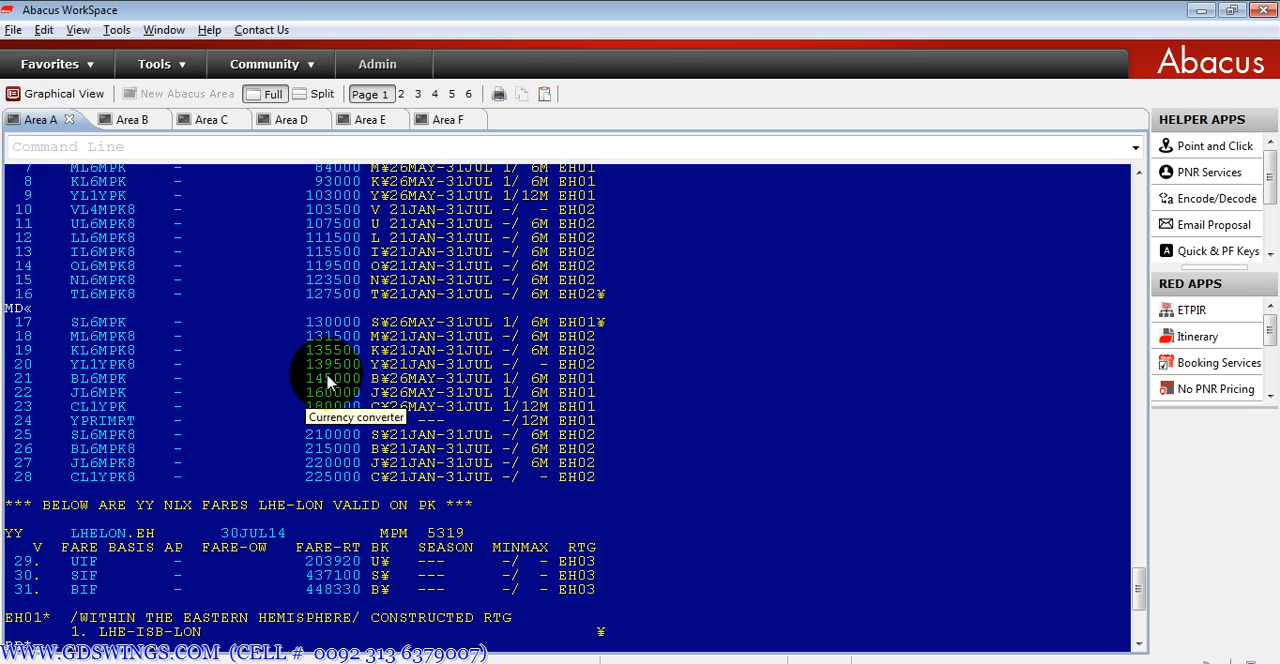 Abacus WorkSpace
File Edit View Tools Window Help Contact Us
Favorites Tools Community Admin
Abacus
Graphical View New Abacus Area Full Split Page 1 2 3 4 5 6
Area A Area B Area C Area D Area E Area F
Command Line
7 ML6MPK - 84000 M¥26MAY-31JUL 1/ 6M EH01
8 KL6MPK - 93000 K¥26MAY-31JUL 1/ 6M EH01
9 YL1YPK - 103000 Y¥26MAY-31JUL 1/12M EH01
10 VL4MPK8 - 103500 V 21JAN-31JUL -/ - EH02
11 UL6MPK8 - 107500 U 21JAN-31JUL -/ 6M EH02
12 LL6MPK8 - 111500 L 21JAN-31JUL -/ 6M EH02
13 IL6MPK8 - 115500 I¥21JAN-31JUL -/ 6M EH02
14 OL6MPK8 - 119500 O¥21JAN-31JUL -/ 6M EH02
15 NL6MPK8 - 123500 N¥21JAN-31JUL -/ 6M EH02
16 TL6MPK8 - 127500 T¥21JAN-31JUL -/ 6M EH02¥
MD«
17 SL6MPK - 130000 S¥26MAY-31JUL 1/ 6M EH01¥
18 ML6MPK8 - 131500 M¥21JAN-31JUL -/ 6M EH02
19 KL6MPK8 - 135500 K¥21JAN-31JUL -/ 6M EH02
20 YL1YPK8 - 139500 Y¥21JAN-31JUL -/ - EH02
21 BL6MPK - 145000 B¥26MAY-31JUL 1/ 6M EH01
22 JL6MPK - 160000 J¥26MAY-31JUL 1/ 6M EH01
23 CL1YPK - 180000 C¥26MAY-31JUL 1/12M EH01
24 YPRIMRT - --- -/12M EH01
Currency converter
25 SL6MPK8 - 210000 S¥21JAN-31JUL -/ 6M EH02
26 BL6MPK8 - 215000 B¥21JAN-31JUL -/ 6M EH02
27 JL6MPK8 - 220000 J¥21JAN-31JUL -/ 6M EH02
28 CL1YPK8 - 225000 C¥21JAN-31JUL -/ - EH02
*** BELOW ARE YY NLX FARES LHE-LON VALID ON PK ***
YY LHELON.EH 30JUL14 MPM 5319
V FARE BASIS AP FARE-OW FARE-RT BK SEASON MINMAX RTG
29. UIF - 203920 U¥ --- -/ - EH03
30. SIF - 437100 S¥ --- -/ - EH03
31. BIF - 448330 B¥ --- -/ - EH03
EH01* /WITHIN THE EASTERN HEMISPHERE/ CONSTRUCTED RTG
1. LHE-ISB-LON ¥
WWW.GDSWINGS.COM (CELL # 0092 313 6379007)
HELPER APPS
Point and Click
PNR Services
Encode/Decode
Email Proposal
Quick & PF Keys
RED APPS
ETPIR
Itinerary
Booking Services
No PNR Pricing